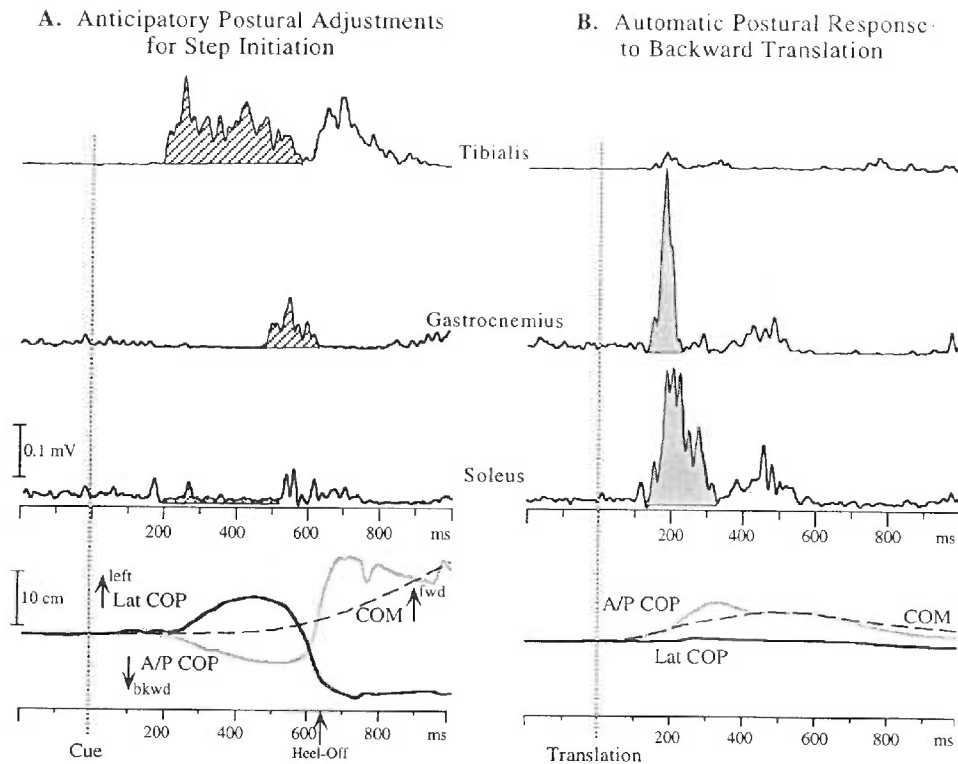 A. Anticipatory Postural Adjustments
for Step Initiation
B. Automatic Postural Response
to Backward Translation
Tibialis
Gastrocnemius
0.1 mV
Soleus
200 400 600 800 ms
200 400 600 800 ms
10 cm
left
Lat COP
A/P COP
bkwd
COM
fwd
A/P COP
COM
Lat COP
200 400 600 800 ms
200 400 600 800 ms
Cue
Heel-Off
Translation